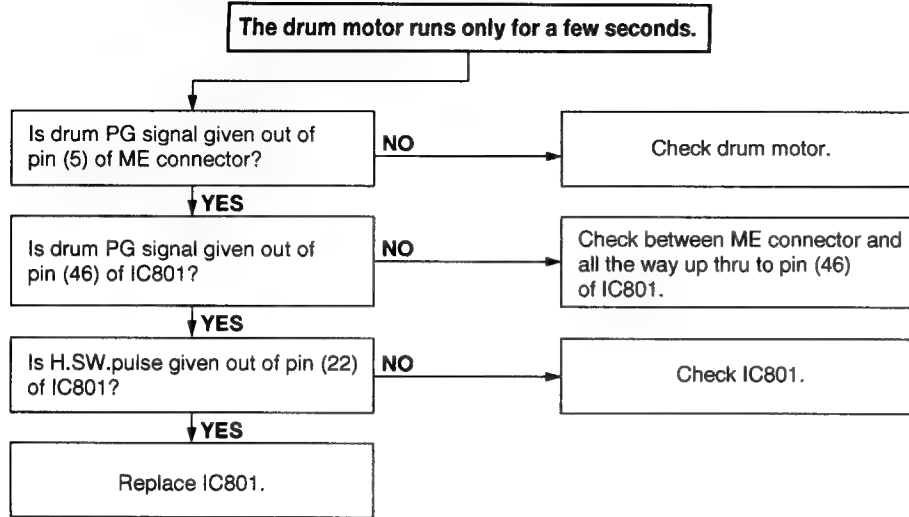 The drum motor runs only for a few seconds.
Is drum PG signal given out of
pin (5) of ME connector?
NO
Check drum motor.
YES
Is drum PG signal given out of
pin (46) of IC801?
NO
Check between ME connector and
all the way up thru to pin (46)
of IC801.
YES
Is H.SW.pulse given out of pin (22)
of IC801?
NO
Check IC801.
YES
Replace IC801.